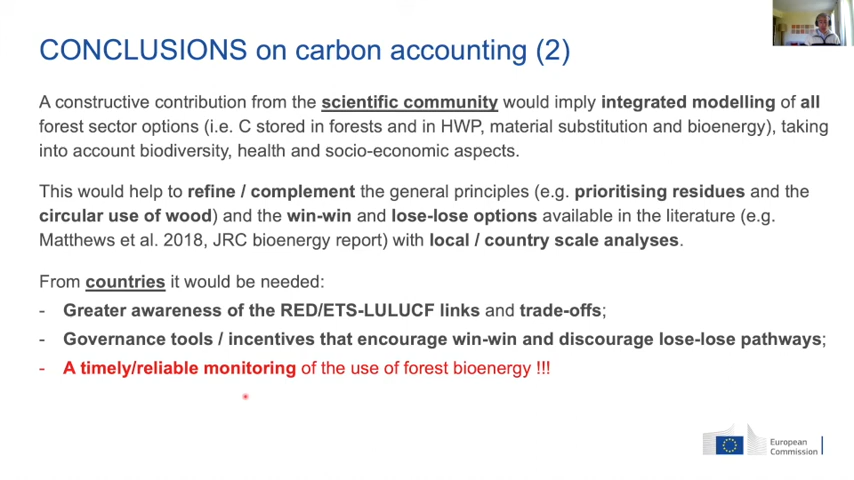 CONCLUSIONS on carbon accounting (2)
A constructive contribution from the scientific community would imply integrated modelling of all
forest sector options (i.e. C stored in forests and in HWP, material substitution and bioenergy), taking
into account biodiversity, health and socio-economic aspects.
This would help to refine / complement the general principles (e.g. prioritising residues and the
circular use of wood) and the win-win and lose-lose options available in the literature (e.g.
Matthews et al. 2018, JRC bioenergy report) with local / country scale analyses.
From countries it would be needed:
- Greater awareness of the RED/ETS-LULUCF links and trade-offs;
- Governance tools / incentives that encourage win-win and discourage lose-lose pathways;
- A timely/reliable monitoring of the use of forest bioenergy !!!
European
Commission